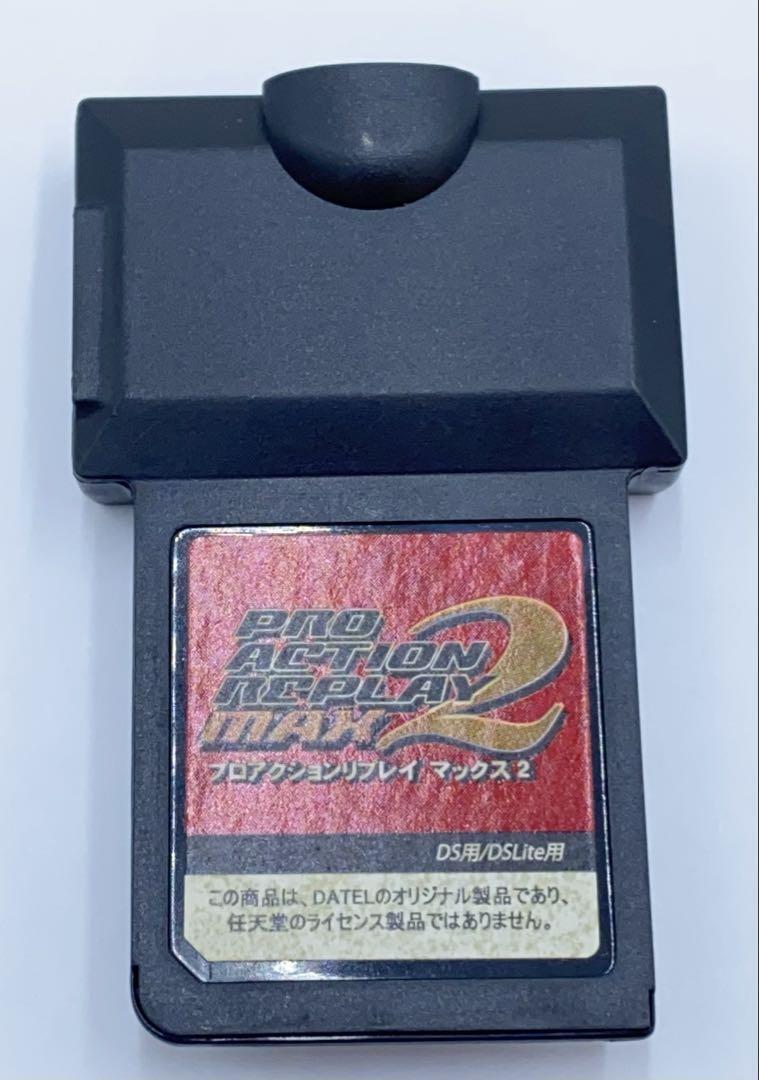 PRO
ACTION
REPLAY
MAX 2
プロアクションリプレイ マックス2
DS用/DSLite用
この商品は、DATELのオリジナル製品であり、
任天堂のライセンス製品ではありません。